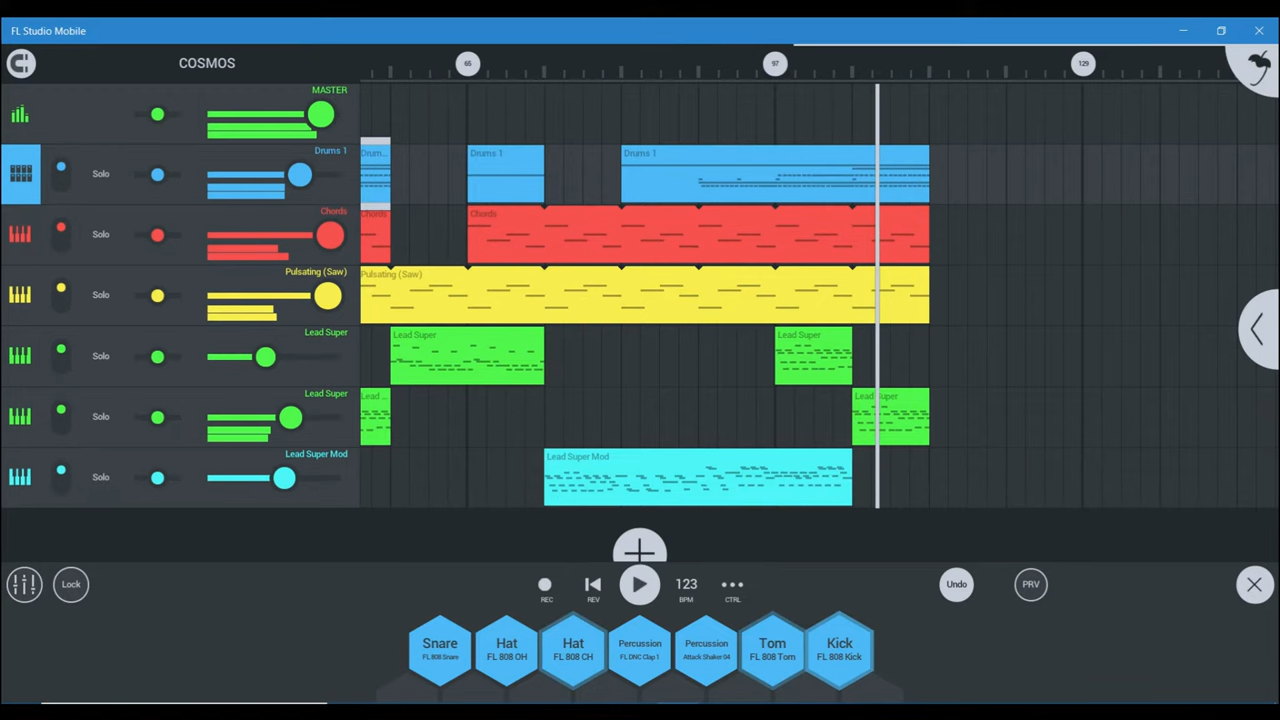 FL Studio Mobile
COSMOS
65
97
129
MASTER
Drums 1
Solo
Drum...
Drums 1
Drums 1
Chords
Solo
Chords
Chords
Pulsating (Saw)
Solo
Pulsating (Saw)
Lead Super
Solo
Lead Super
Lead Super
Lead Super
Solo
Lead ...
Lead Super
Lead Super Mod
Solo
Lead Super Mod
Lock
REC
REV
123
BPM
CTRL
Undo
PRV
Snare
FL 808 Snare
Hat
FL 808 OH
Hat
FL 808 CH
Percussion
FL DNC Clap 1
Percussion
Attack Shaker 04
Tom
FL 808 Tom
Kick
FL 808 Kick